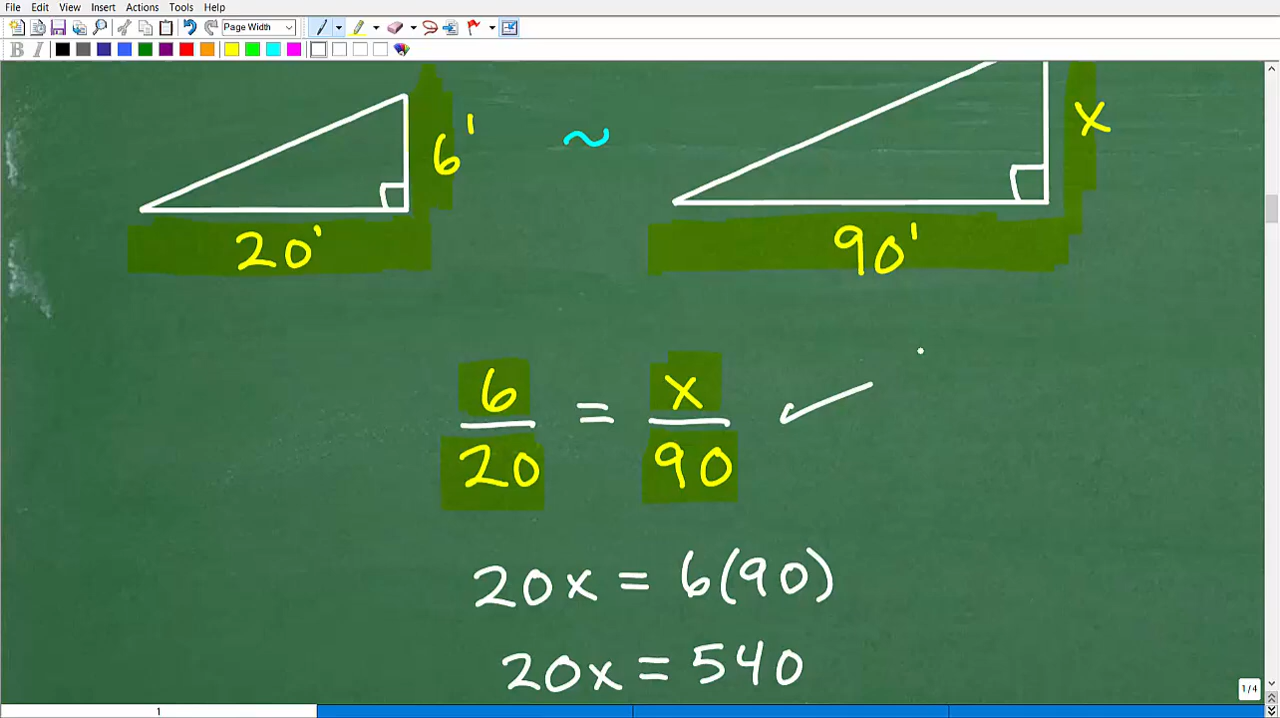 File Edit View Insert Actions Tools Help
Page Width
B I
6'
~
x
20'
90'
6/20 = x/90 ✓
20x = 6(90)
20x = 540
1/4
1